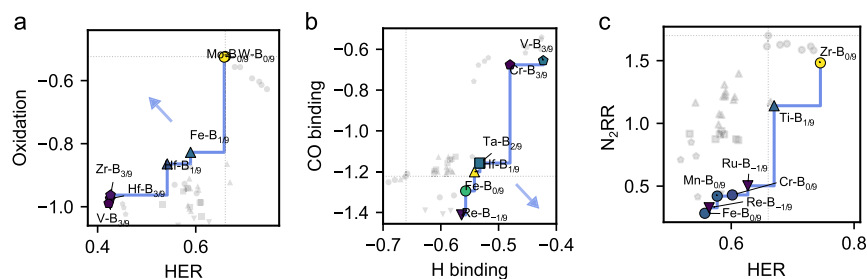 a
Oxidation
−0.6
−0.8
−1.0
0.4
0.6
HER
Mo-B0/9
W-B0/9
Fe-B1/9
Hf-B1/9
Zr-B3/9
Hf-B3/9
V-B3/9
b
CO binding
−0.6
−0.8
−1.0
−1.2
−1.4
−0.7
−0.6
−0.5
−0.4
H binding
V-B3/9
Cr-B3/9
Ta-B2/9
Hf-B1/9
Fe-B0/9
Re-B−1/9
c
N2RR
1.5
1.0
0.5
0.6
0.8
HER
Zr-B0/9
Ti-B1/9
Ru-B−1/9
Mn-B0/9
Cr-B0/9
Re-B−1/9
Fe-B0/9